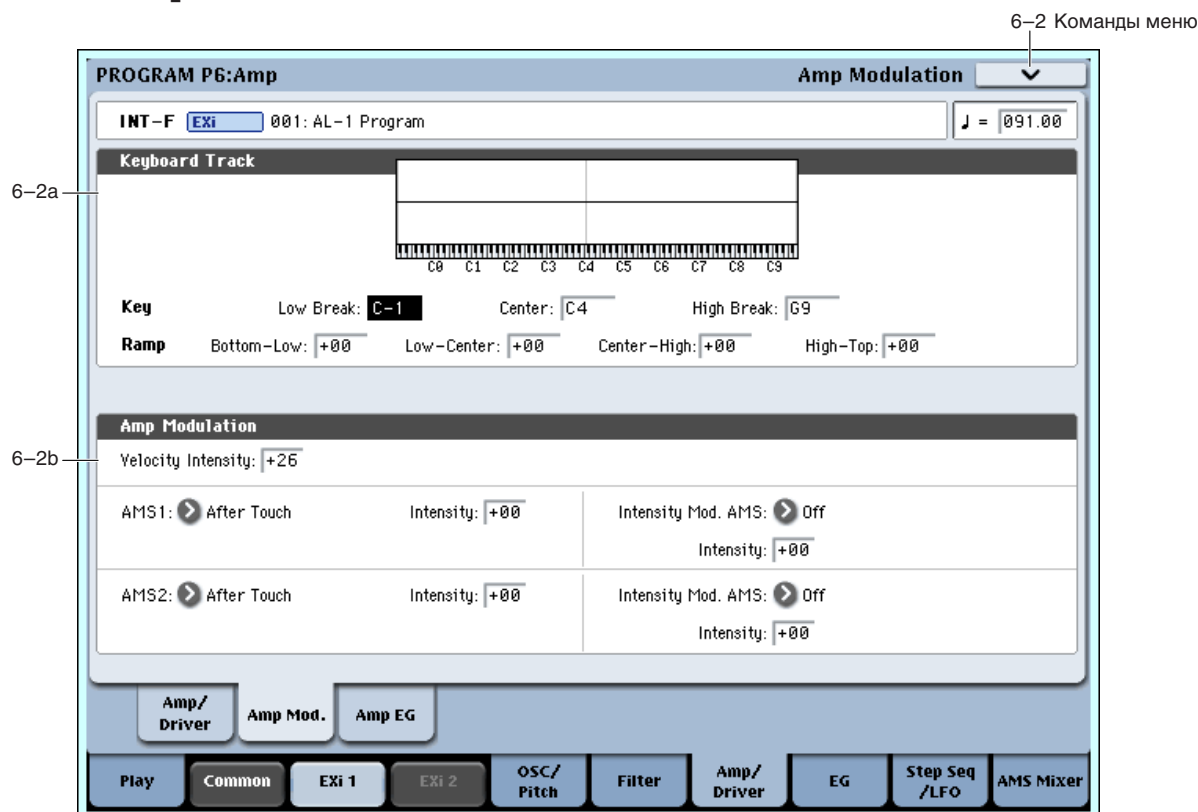 6–2 Команды меню
PROGRAM P6:Amp Amp Modulation
INT-F EXi 001: AL-1 Program ♩ = 091.00
6–2a
Keyboard Track
C0 C1 C2 C3 C4 C5 C6 C7 C8 C9
Key Low Break: C-1 Center: C4 High Break: G9
Ramp Bottom-Low: +00 Low-Center: +00 Center-High: +00 High-Top: +00
Amp Modulation
6–2b
Velocity Intensity: +26
AMS1: After Touch Intensity: +00 Intensity Mod. AMS: Off
Intensity: +00
AMS2: After Touch Intensity: +00 Intensity Mod. AMS: Off
Intensity: +00
Amp/
Driver Amp Mod. Amp EG
Play Common EXi 1 EXi 2 OSC/
Pitch Filter Amp/
Driver EG Step Seq
/LFO AMS Mixer